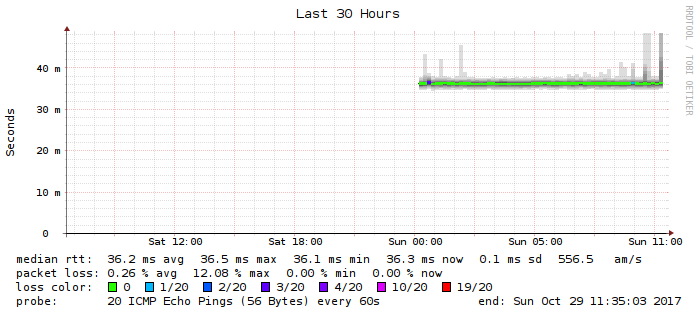 Last 30 Hours
RRDTOOL / TOBI OETIKER
Seconds
40 m
30 m
20 m
10 m
0
Sat 12:00 Sat 18:00 Sun 00:00 Sun 05:00 Sun 11:00
median rtt: 36.2 ms avg 36.5 ms max 36.1 ms min 36.3 ms now 0.1 ms sd 556.5 am/s
packet loss: 0.26 % avg 12.08 % max 0.00 % min 0.00 % now
loss color: 0 1/20 2/20 3/20 4/20 10/20 19/20
probe: 20 ICMP Echo Pings (56 Bytes) every 60s end: Sun Oct 29 11:35:03 2017